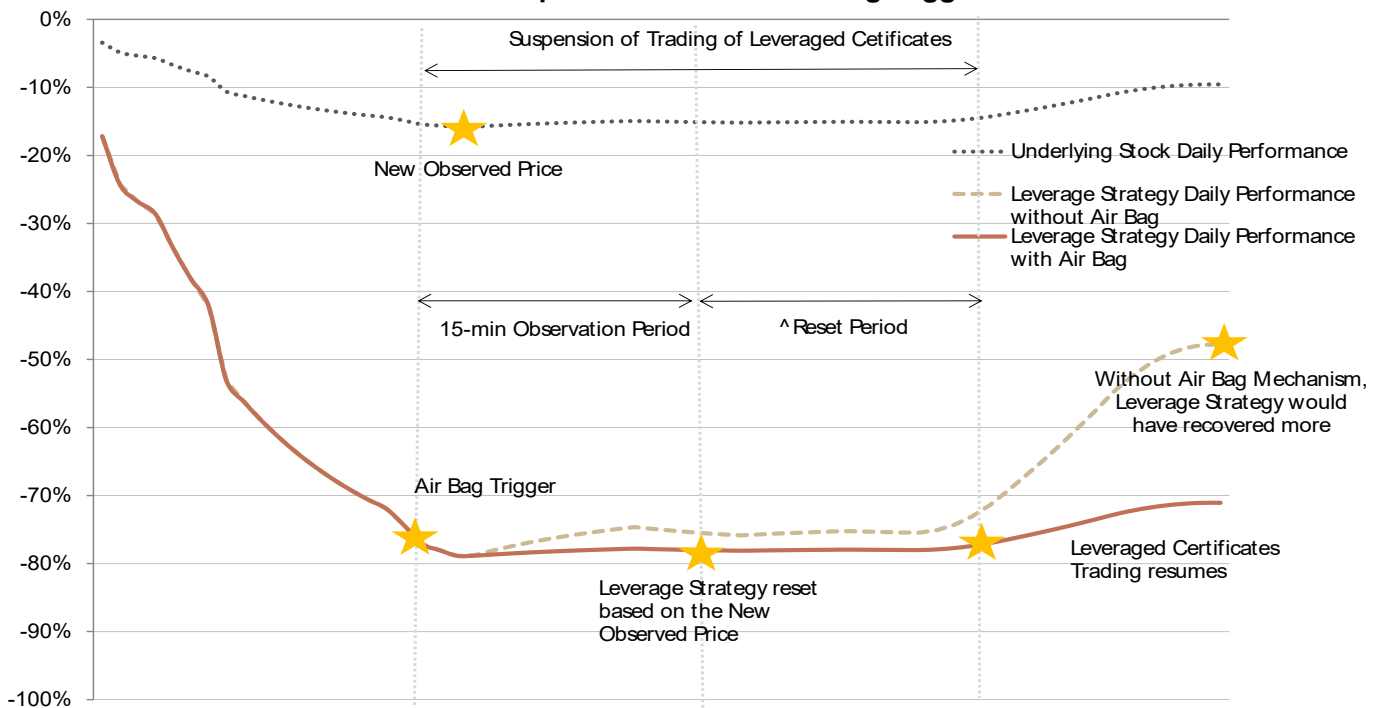 0%
-10%
-20%
-30%
-40%
-50%
-60%
-70%
-80%
-90%
-100%
Suspension of Trading of Leveraged Cetificates
New Observed Price
Underlying Stock Daily Performance
Leverage Strategy Daily Performance
without Air Bag
Leverage Strategy Daily Performance
with Air Bag
15-min Observation Period
^Reset Period
Without Air Bag Mechanism,
Leverage Strategy would
have recovered more
Air Bag Trigger
Leverage Strategy reset
based on the New
Observed Price
Leveraged Certificates
Trading resumes